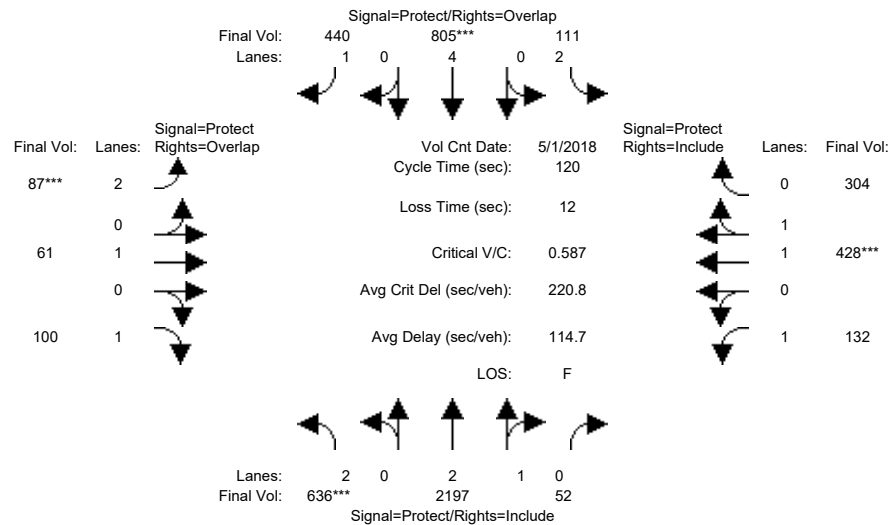 Signal=Protect/Rights=Overlap
Final Vol: 440 805*** 111
Lanes: 1 0 4 0 2
Signal=Protect
Final Vol: Lanes: Rights=Overlap
Vol Cnt Date: 5/1/2018
Signal=Protect
Rights=Include Lanes: Final Vol:
Cycle Time (sec): 120
87*** 2
0 304
Loss Time (sec): 12
0
1
61 1
Critical V/C: 0.587
1 428***
0
Avg Crit Del (sec/veh): 220.8
0
100 1
Avg Delay (sec/veh): 114.7
1 132
LOS: F
Lanes: 2 0 2 1 0
Final Vol: 636*** 2197 52
Signal=Protect/Rights=Include